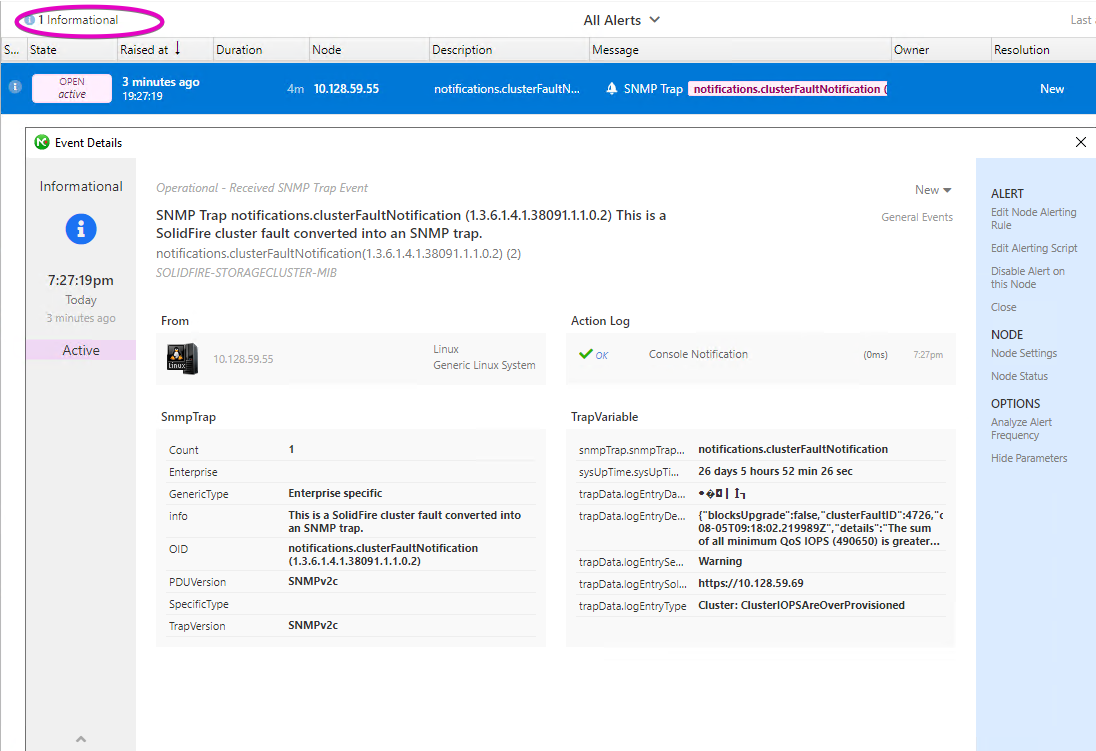 1 Informational
All Alerts
Last
S... State Raised at Duration Node Description Message Owner Resolution
OPEN
active
3 minutes ago
19:27:19
4m 10.128.59.55 notifications.clusterFaultN... SNMP Trap notifications.clusterFaultNotification ( New
Event Details
Informational
7:27:19pm
Today
3 minutes ago
Active
Operational - Received SNMP Trap Event
New
SNMP Trap notifications.clusterFaultNotification (1.3.6.1.4.1.38091.1.1.0.2) This is a
SolidFire cluster fault converted into an SNMP trap.
General Events
notifications.clusterFaultNotification(1.3.6.1.4.1.38091.1.1.0.2) (2)
SOLIDFIRE-STORAGECLUSTER-MIB
From
Linux
10.128.59.55
Linux
Generic Linux System
Action Log
OK Console Notification (0ms) 7:27pm
SnmpTrap
Count 1
Enterprise
GenericType Enterprise specific
info This is a SolidFire cluster fault converted into
an SNMP trap.
OID notifications.clusterFaultNotification
(1.3.6.1.4.1.38091.1.1.0.2)
PDUVersion SNMPv2c
SpecificType
TrapVersion SNMPv2c
TrapVariable
snmpTrap.snmpTrap... notifications.clusterFaultNotification
sysUpTime.sysUpTi... 26 days 5 hours 52 min 26 sec
trapData.logEntryDa...
trapData.logEntryDe... {"blocksUpgrade":false,"clusterFaultID":4726,"c
08-05T09:18:02.219989Z","details":"The sum
of all minimum QoS IOPS (490650) is greater...
trapData.logEntrySe... Warning
trapData.logEntrySol... https://10.128.59.69
trapData.logEntryType Cluster: ClusterIOPSAreOverProvisioned
ALERT
Edit Node Alerting
Rule
Edit Alerting Script
Disable Alert on
this Node
Close
NODE
Node Settings
Node Status
OPTIONS
Analyze Alert
Frequency
Hide Parameters